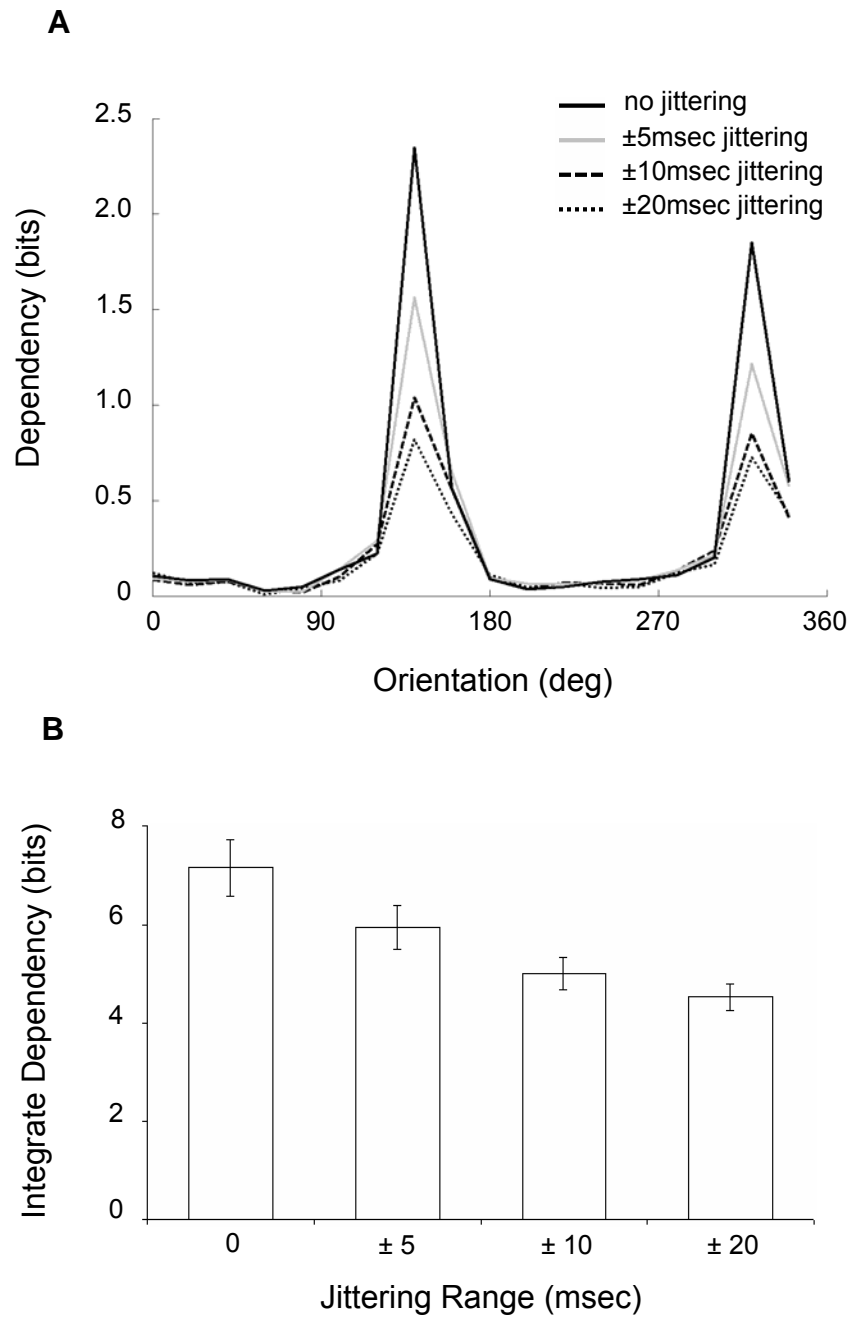 A
no jittering
±5msec jittering
±10msec jittering
±20msec jittering
2.5
2.0
1.5
1.0
0.5
0
Dependency (bits)
0 90 180 270 360
Orientation (deg)
B
8
6
4
2
0
Integrate Dependency (bits)
0 ± 5 ± 10 ± 20
Jittering Range (msec)